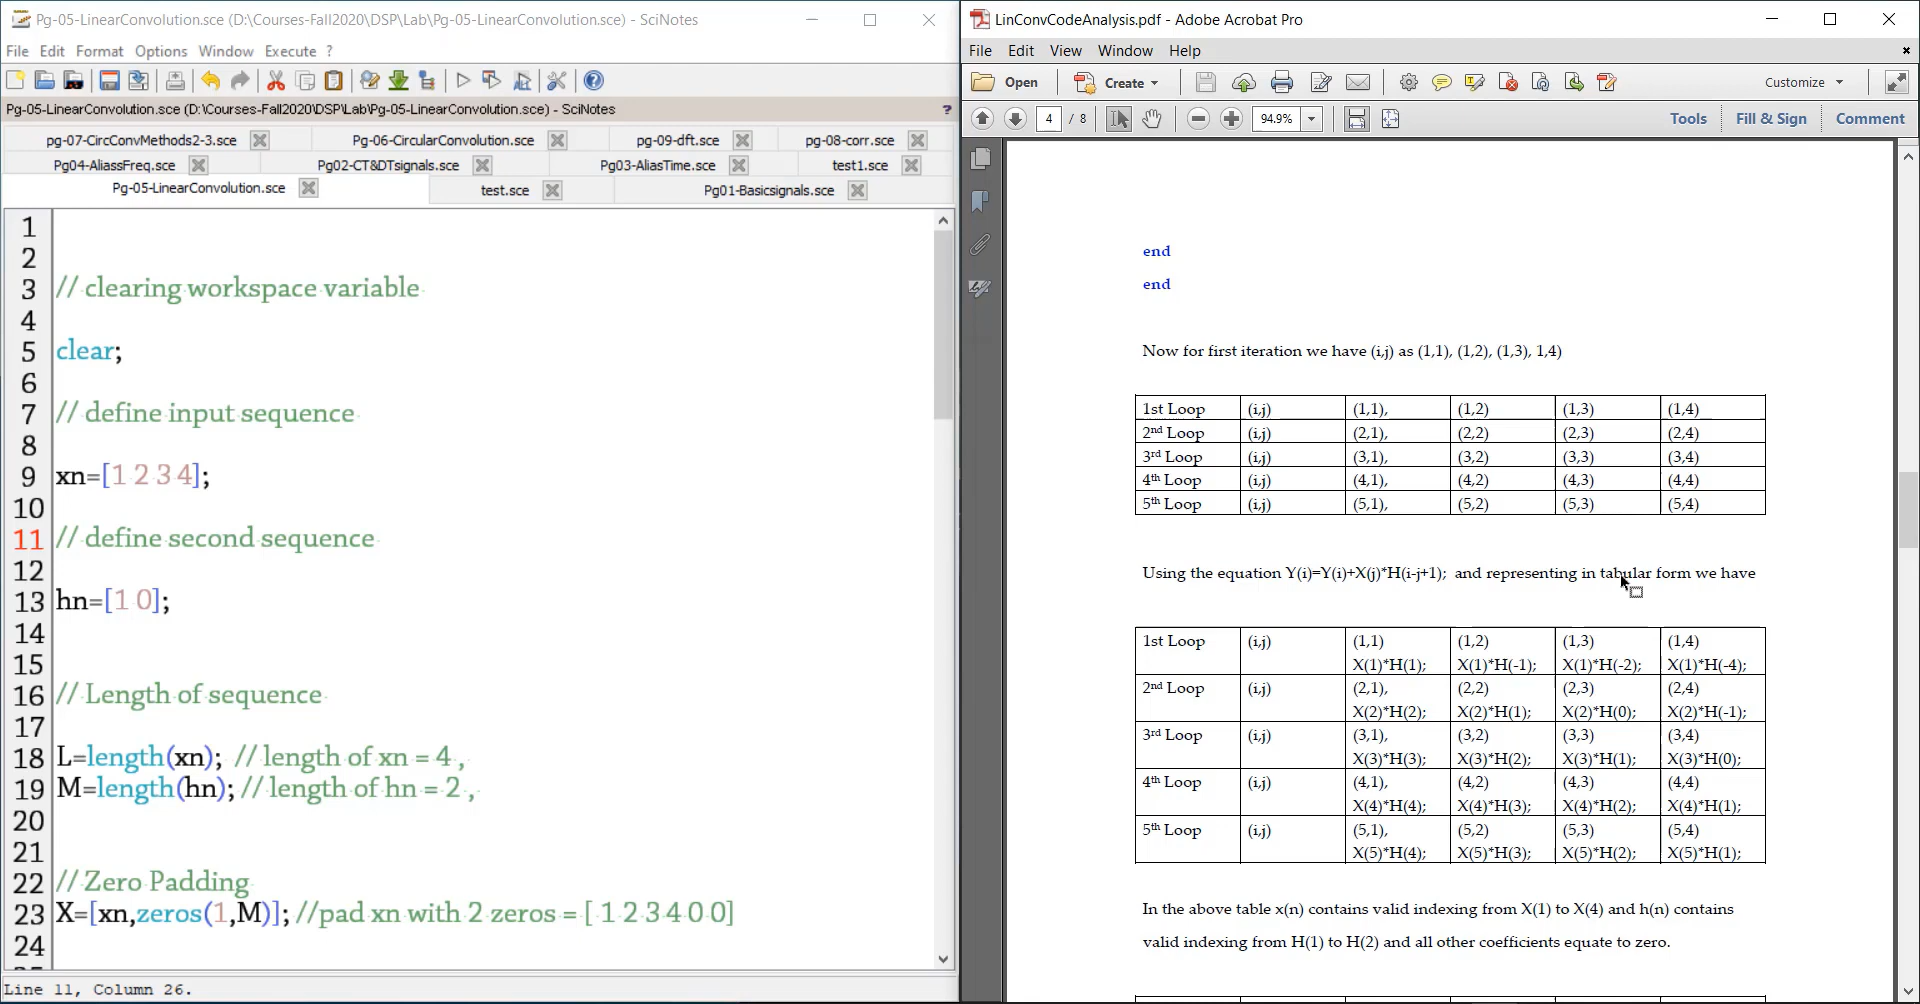 Pg-05-LinearConvolution.sce (D:\Courses-Fall2020\DSP\Lab\Pg-05-LinearConvolution.sce) - SciNotes
File Edit Format Options Window Execute ?
Pg-05-LinearConvolution.sce (D:\Courses-Fall2020\DSP\Lab\Pg-05-LinearConvolution.sce) - SciNotes ?
pg-07-CircConvMethods2-3.sce Pg-06-CircularConvolution.sce pg-09-dft.sce pg-08-corr.sce
Pg04-AliassFreq.sce Pg02-CT&DTsignals.sce Pg03-AliasTime.sce test1.sce
Pg-05-LinearConvolution.sce test.sce Pg01-Basicsignals.sce
1
2
3 // clearing workspace variable
4
5 clear;
6
7 // define input sequence
8
9 xn=[1 2 3 4];
10
11 // define second sequence
12
13 hn=[1 0];
14
15
16 // Length of sequence
17
18 L=length(xn); // length of xn = 4 ,
19 M=length(hn); // length of hn = 2 ,
20
21
22 // Zero Padding
23 X=[xn,zeros(1,M)]; //pad xn with 2 zeros = [ 1 2 3 4 0 0]
24
Line 11, Column 26.
LinConvCodeAnalysis.pdf - Adobe Acrobat Pro
File Edit View Window Help
Open Create Customize
4 / 8 94.9% Tools Fill & Sign Comment
end
end
Now for first iteration we have (i,j) as (1,1), (1,2), (1,3), 1,4)
1st Loop (i,j) (1,1), (1,2) (1,3) (1,4)
2nd Loop (i,j) (2,1), (2,2) (2,3) (2,4)
3rd Loop (i,j) (3,1), (3,2) (3,3) (3,4)
4th Loop (i,j) (4,1), (4,2) (4,3) (4,4)
5th Loop (i,j) (5,1), (5,2) (5,3) (5,4)
Using the equation Y(i)=Y(i)+X(j)*H(i-j+1); and representing in tabular form we have
1st Loop (i,j) (1,1) (1,2) (1,3) (1,4)
X(1)*H(1); X(1)*H(-1); X(1)*H(-2); X(1)*H(-4);
2nd Loop (i,j) (2,1), (2,2) (2,3) (2,4)
X(2)*H(2); X(2)*H(1); X(2)*H(0); X(2)*H(-1);
3rd Loop (i,j) (3,1), (3,2) (3,3) (3,4)
X(3)*H(3); X(3)*H(2); X(3)*H(1); X(3)*H(0);
4th Loop (i,j) (4,1), (4,2) (4,3) (4,4)
X(4)*H(4); X(4)*H(3); X(4)*H(2); X(4)*H(1);
5th Loop (i,j) (5,1), (5,2) (5,3) (5,4)
X(5)*H(4); X(5)*H(3); X(5)*H(2); X(5)*H(1);
In the above table x(n) contains valid indexing from X(1) to X(4) and h(n) contains
valid indexing from H(1) to H(2) and all other coefficients equate to zero.